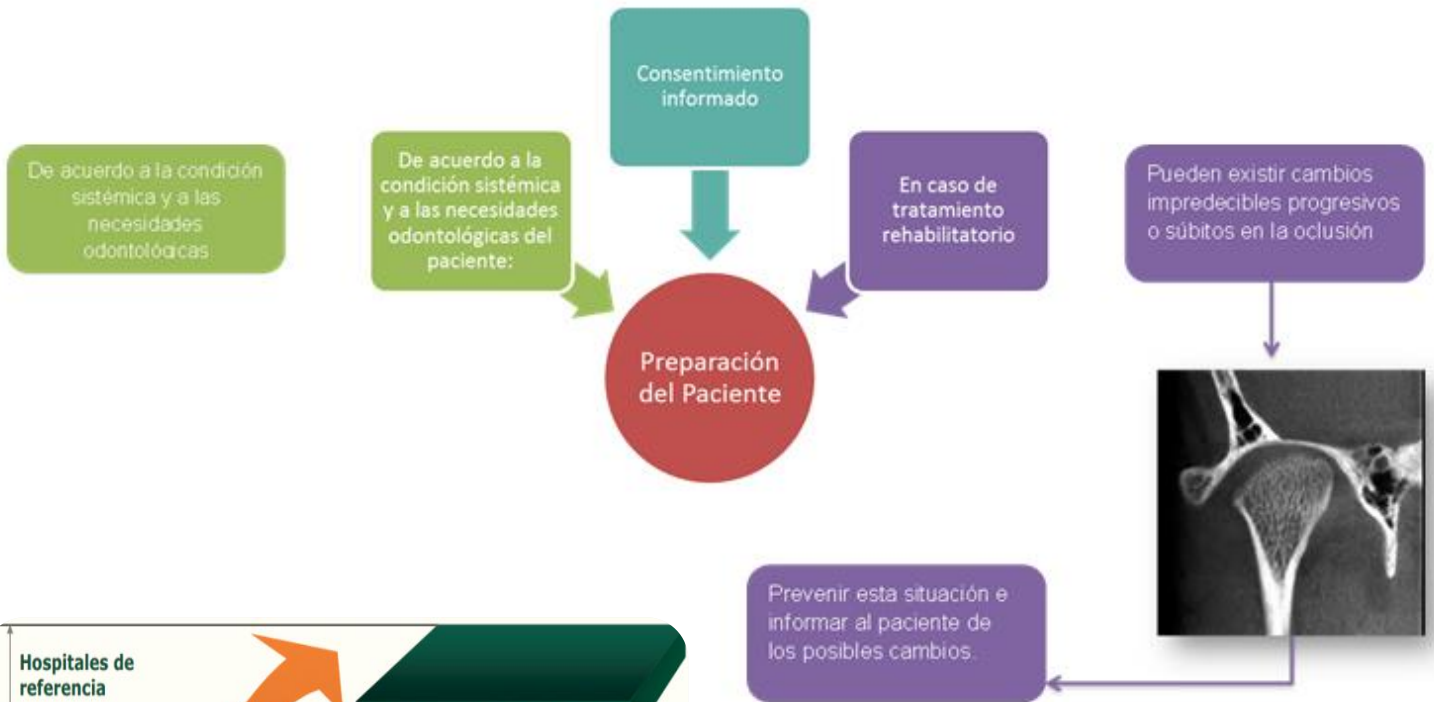 Consentimiento
informado
De acuerdo a la condición
sistémica y a las
necesidades
odontológicas
De acuerdo a la
condición sistémica
y a las necesidades
odontológicas del
paciente:
En caso de
tratamiento
rehabilitatorio
Pueden existir cambios
impredecibles progresivos
o súbitos en la oclusión
Preparación
del Paciente
Prevenir esta situación e
informar al paciente de
los posibles cambios.
Hospitales de
referencia